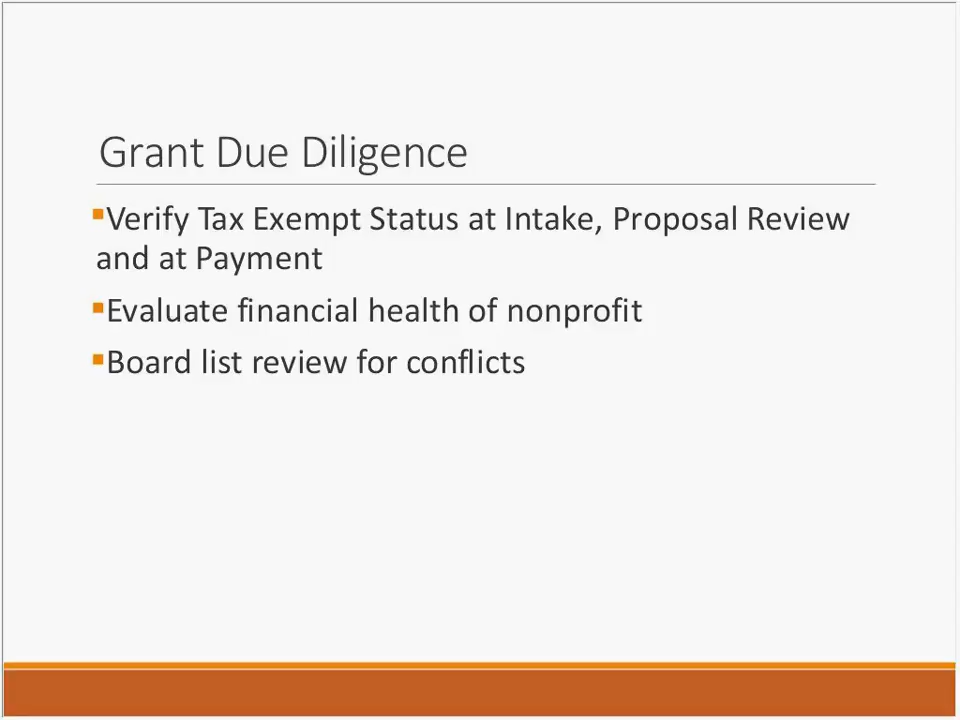 Grant Due Diligence
▪Verify Tax Exempt Status at Intake, Proposal Review
and at Payment
▪Evaluate financial health of nonprofit
▪Board list review for conflicts